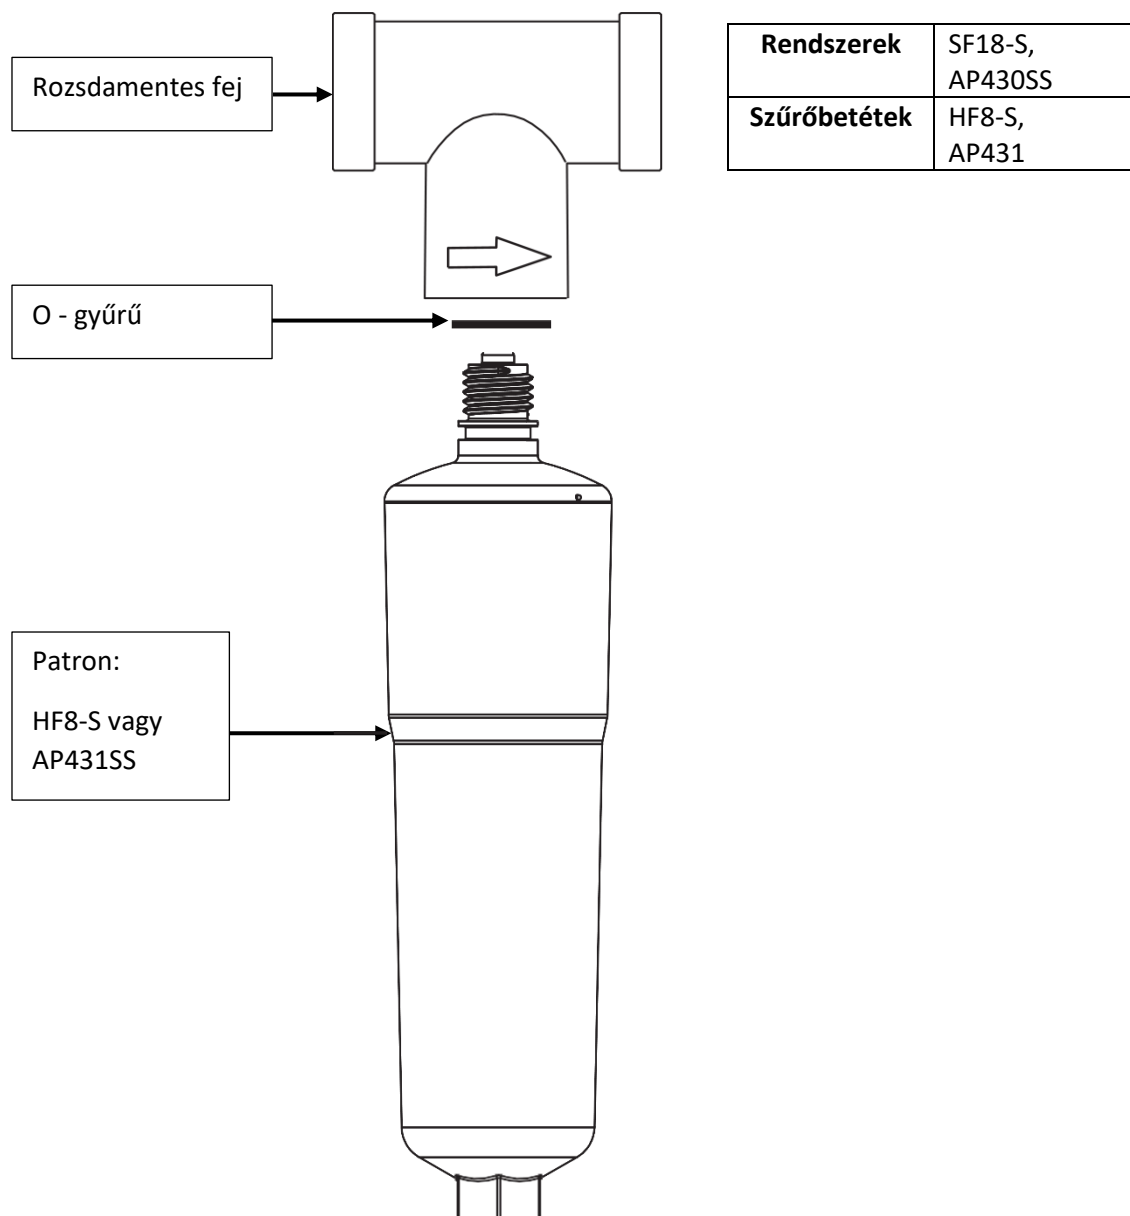 Rozsdamentes fej
Rendszerek SF18-S,
AP430SS
Szűrőbetétek HF8-S,
AP431
O - gyűrű
Patron:
HF8-S vagy
AP431SS